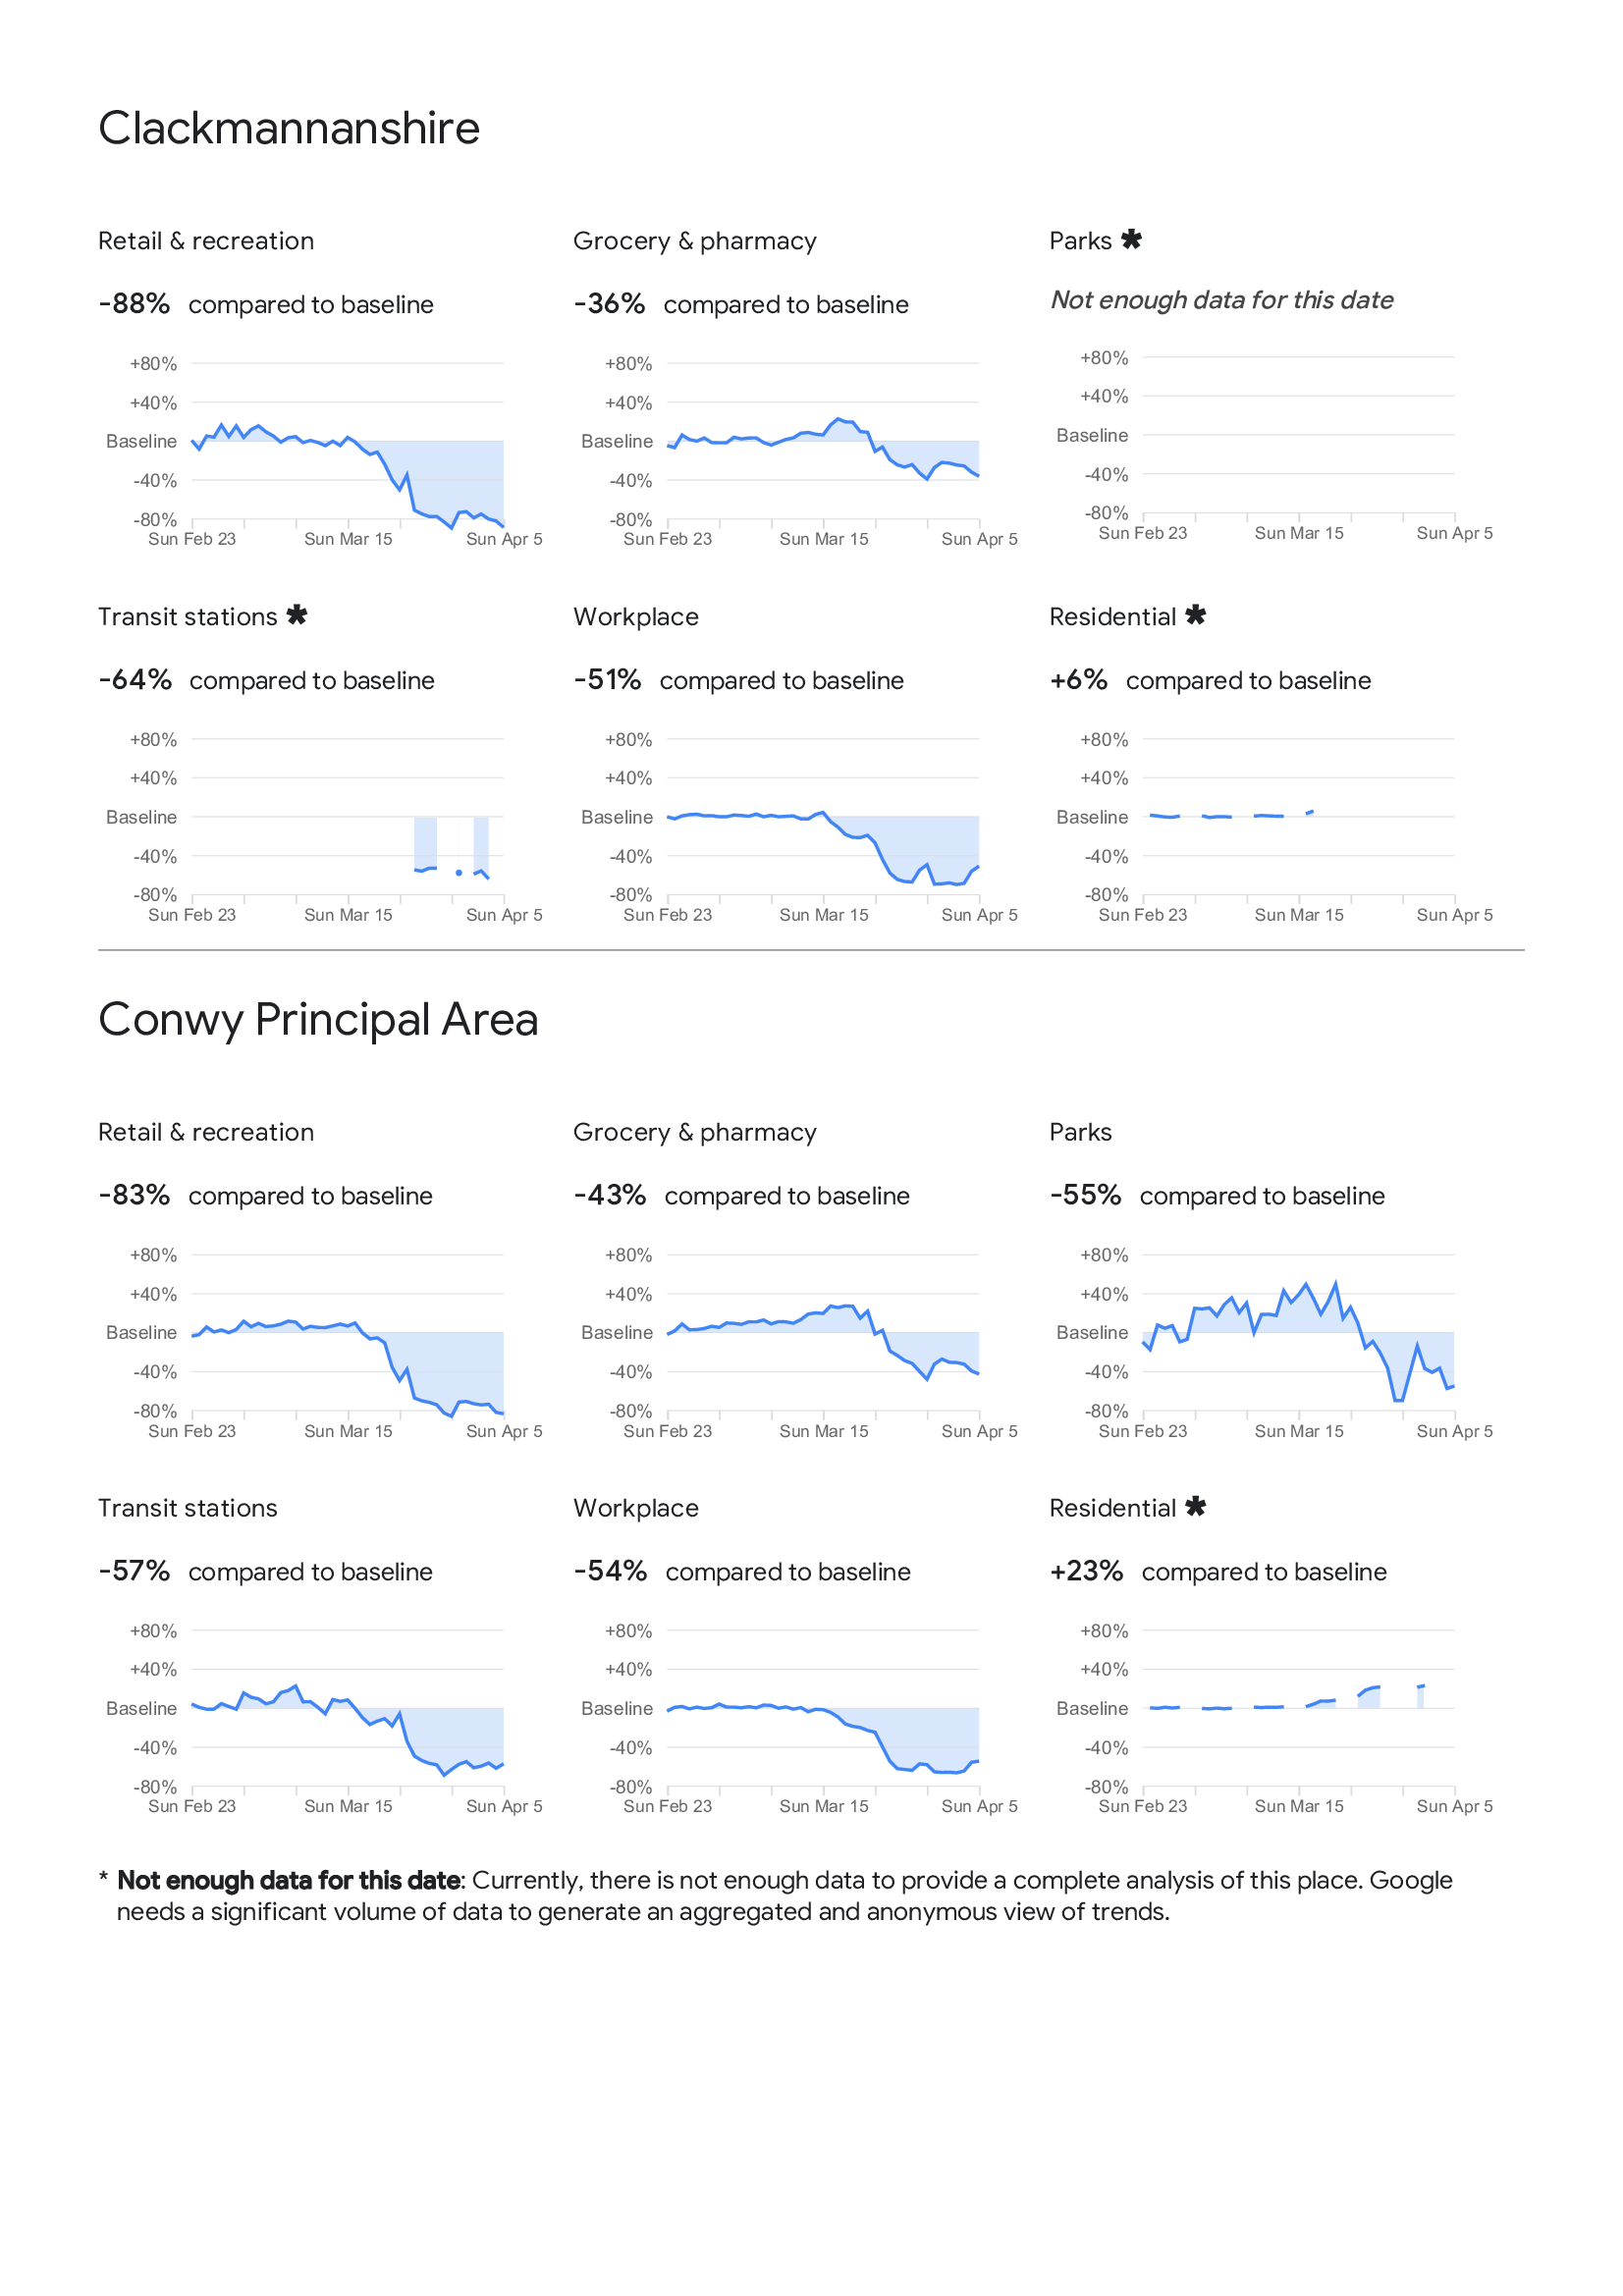 Clackmannanshire
Retail & recreation
-88% compared to baseline
+80%
+40%
Baseline
-40%
-80%
Sun Feb 23 Sun Mar 15 Sun Apr 5
Grocery & pharmacy
-36% compared to baseline
+80%
+40%
Baseline
-40%
-80%
Sun Feb 23 Sun Mar 15 Sun Apr 5
Parks *
Not enough data for this date
+80%
+40%
Baseline
-40%
-80%
Sun Feb 23 Sun Mar 15 Sun Apr 5
Transit stations *
-64% compared to baseline
+80%
+40%
Baseline
-40%
-80%
Sun Feb 23 Sun Mar 15 Sun Apr 5
Workplace
-51% compared to baseline
+80%
+40%
Baseline
-40%
-80%
Sun Feb 23 Sun Mar 15 Sun Apr 5
Residential *
+6% compared to baseline
+80%
+40%
Baseline
-40%
-80%
Sun Feb 23 Sun Mar 15 Sun Apr 5
Conwy Principal Area
Retail & recreation
-83% compared to baseline
+80%
+40%
Baseline
-40%
-80%
Sun Feb 23 Sun Mar 15 Sun Apr 5
Grocery & pharmacy
-43% compared to baseline
+80%
+40%
Baseline
-40%
-80%
Sun Feb 23 Sun Mar 15 Sun Apr 5
Parks
-55% compared to baseline
+80%
+40%
Baseline
-40%
-80%
Sun Feb 23 Sun Mar 15 Sun Apr 5
Transit stations
-57% compared to baseline
+80%
+40%
Baseline
-40%
-80%
Sun Feb 23 Sun Mar 15 Sun Apr 5
Workplace
-54% compared to baseline
+80%
+40%
Baseline
-40%
-80%
Sun Feb 23 Sun Mar 15 Sun Apr 5
Residential *
+23% compared to baseline
+80%
+40%
Baseline
-40%
-80%
Sun Feb 23 Sun Mar 15 Sun Apr 5
* Not enough data for this date: Currently, there is not enough data to provide a complete analysis of this place. Google
needs a significant volume of data to generate an aggregated and anonymous view of trends.